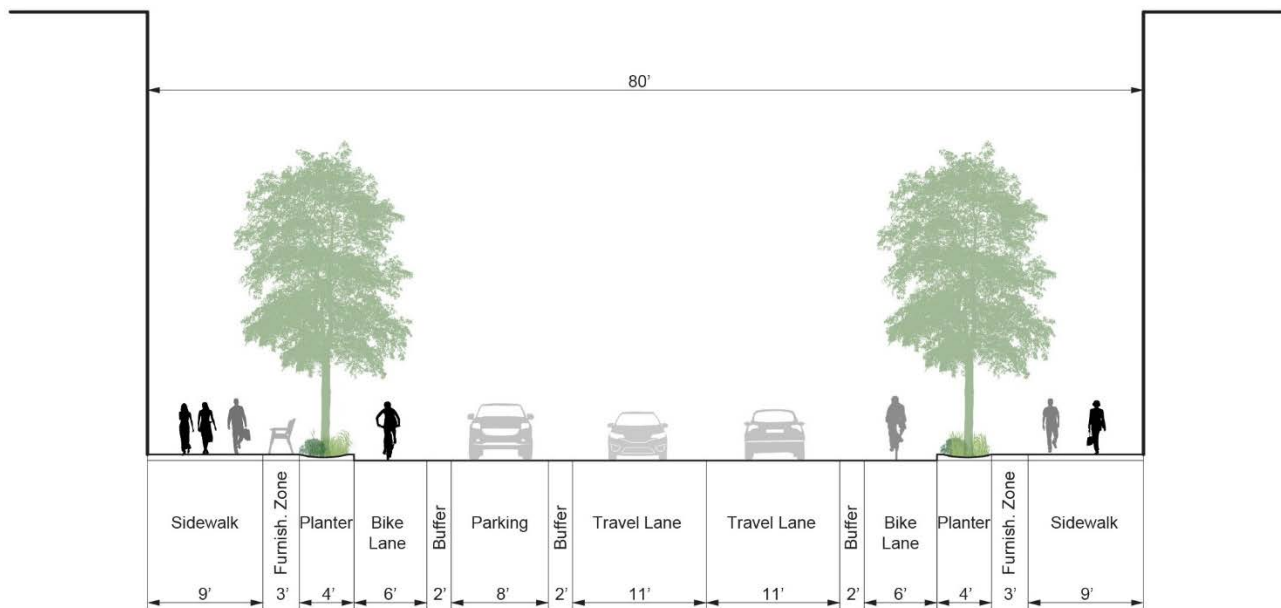 80'
Sidewalk
Furnish. Zone
Planter
Bike
Lane
Buffer
Parking
Buffer
Travel Lane
Travel Lane
Buffer
Bike
Lane
Planter
Furnish. Zone
Sidewalk
9' 3' 4' 6' 2' 8' 2' 11' 11' 2' 6' 4' 3' 9'